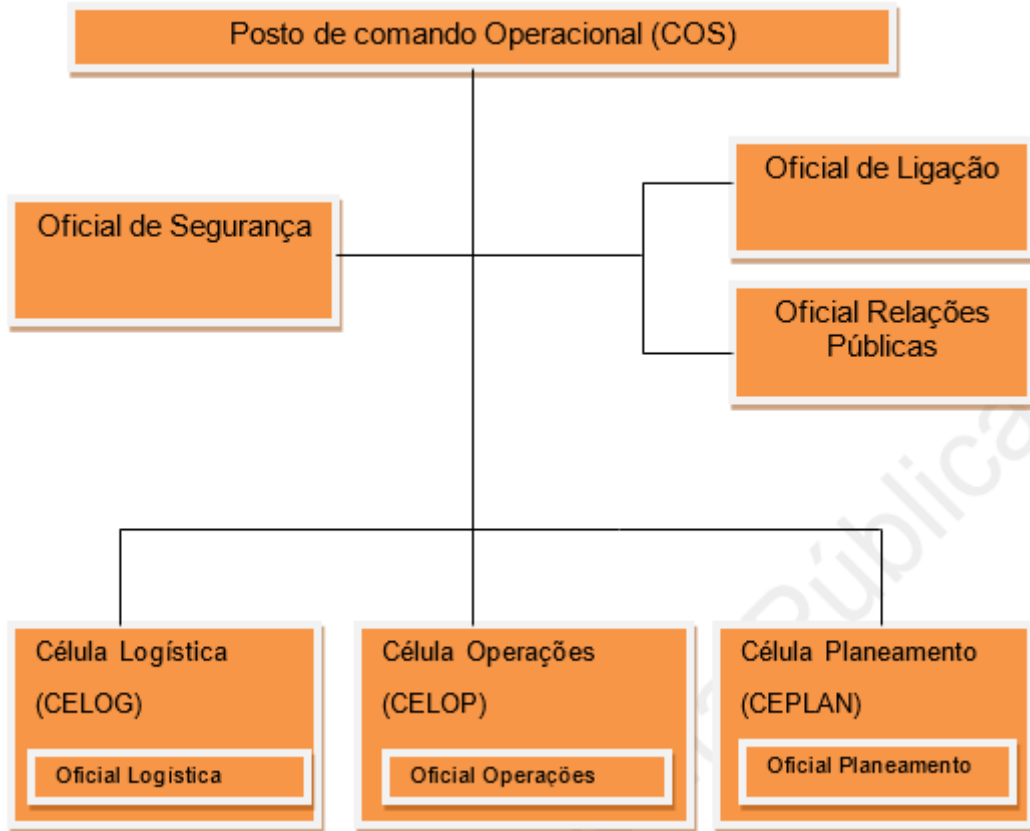 Posto de comando Operacional (COS)
Oficial de Ligação
Oficial de Segurança
Oficial Relações
Públicas
Célula Logística
(CELOG)
Oficial Logística
Célula Operações
(CELOP)
Oficial Operações
Célula Planeamento
(CEPLAN)
Oficial Planeamento
Pública